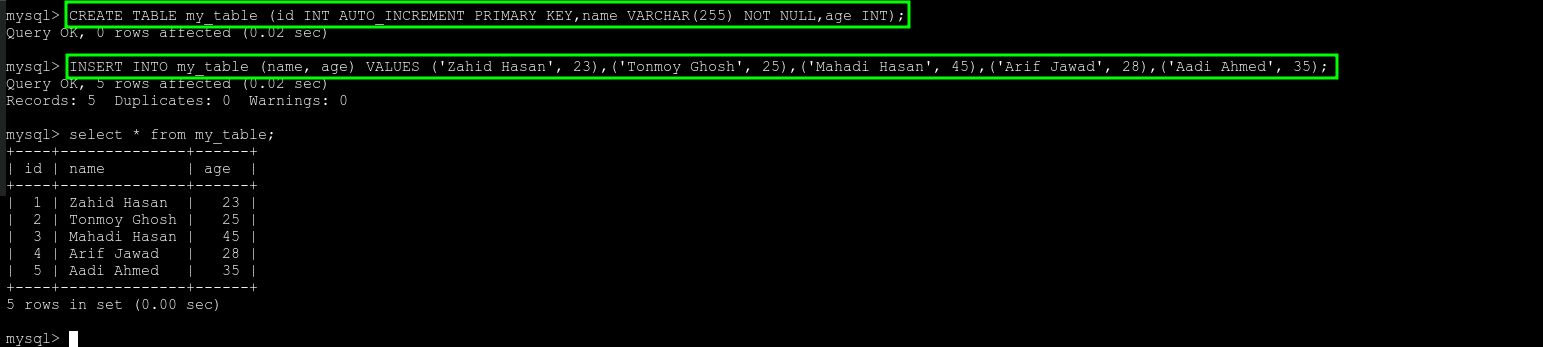 mysql> CREATE TABLE my_table (id INT AUTO_INCREMENT PRIMARY KEY,name VARCHAR(255) NOT NULL,age INT);
Query OK, 0 rows affected (0.02 sec)
mysql> INSERT INTO my_table (name, age) VALUES ('Zahid Hasan', 23),('Tonmoy Ghosh', 25),('Mahadi Hasan', 45),('Arif Jawad', 28),('Aadi Ahmed', 35);
Query OK, 5 rows affected (0.02 sec)
Records: 5  Duplicates: 0  Warnings: 0
mysql> select * from my_table;
+----+--------------+------+
| id | name         | age  |
+----+--------------+------+
|  1 | Zahid Hasan  |   23 |
|  2 | Tonmoy Ghosh |   25 |
|  3 | Mahadi Hasan |   45 |
|  4 | Arif Jawad   |   28 |
|  5 | Aadi Ahmed   |   35 |
+----+--------------+------+
5 rows in set (0.00 sec)
mysql>